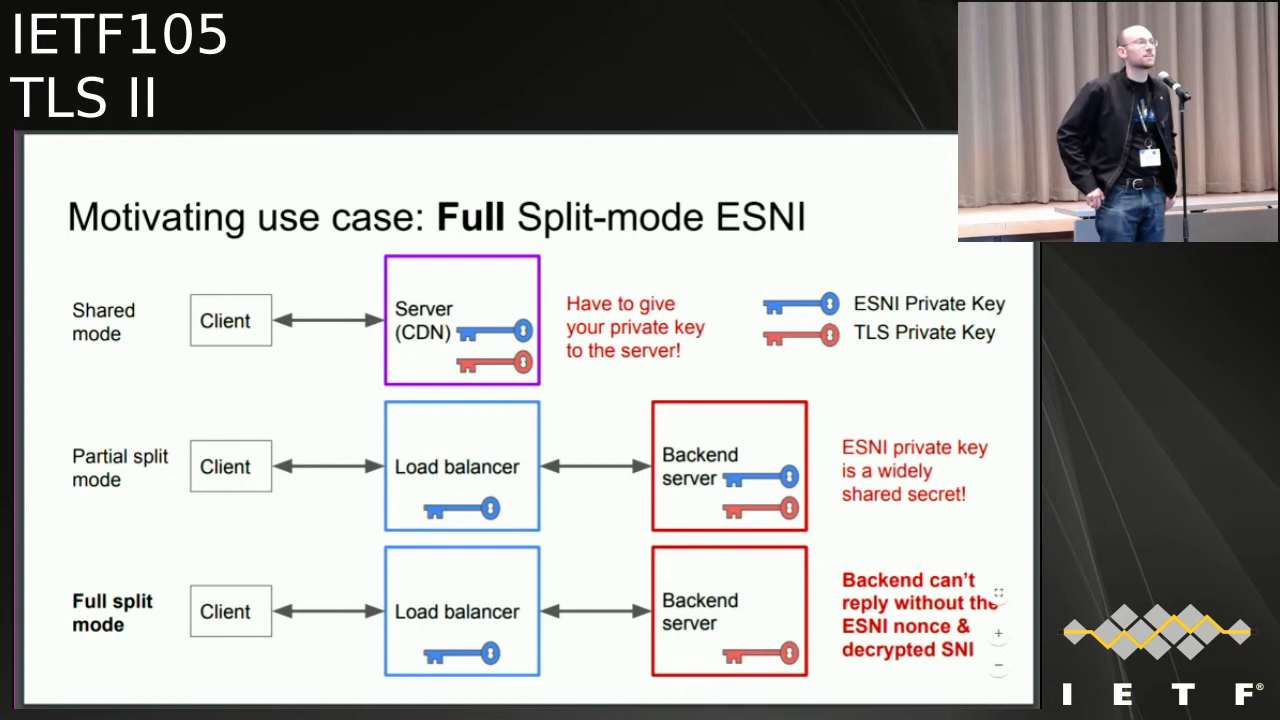 IETF105
TLS II
Motivating use case: Full Split-mode ESNI
Shared
mode
Client
Server
(CDN)
Have to give
your private key
to the server!
ESNI Private Key
TLS Private Key
Partial split
mode
Client
Load balancer
Backend
server
ESNI private key
is a widely
shared secret!
Full split
mode
Client
Load balancer
Backend
server
Backend can't
reply without the
ESNI nonce &
decrypted SNI
I E T F®